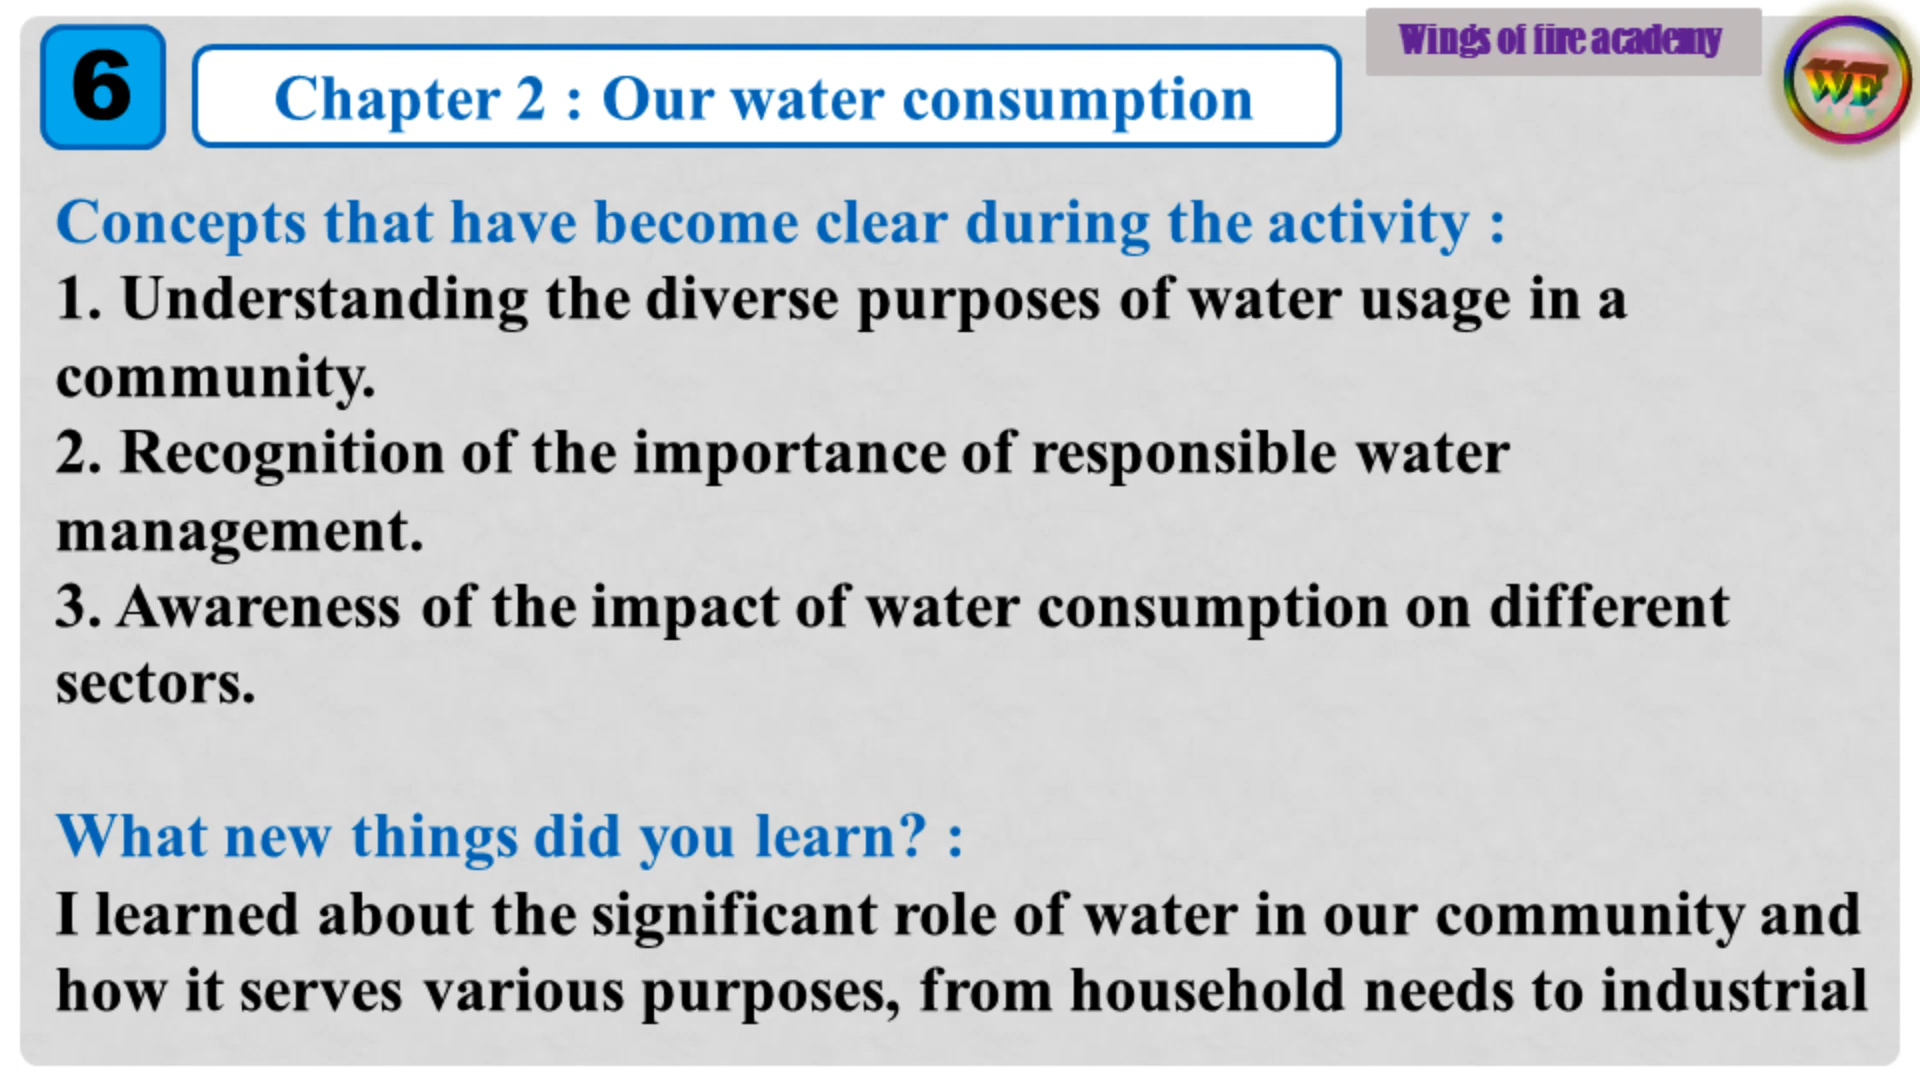 6
Chapter 2 : Our water consumption
Wings of fire academy
WF
Concepts that have become clear during the activity :
1. Understanding the diverse purposes of water usage in a
community.
2. Recognition of the importance of responsible water
management.
3. Awareness of the impact of water consumption on different
sectors.
What new things did you learn? :
I learned about the significant role of water in our community and
how it serves various purposes, from household needs to industrial